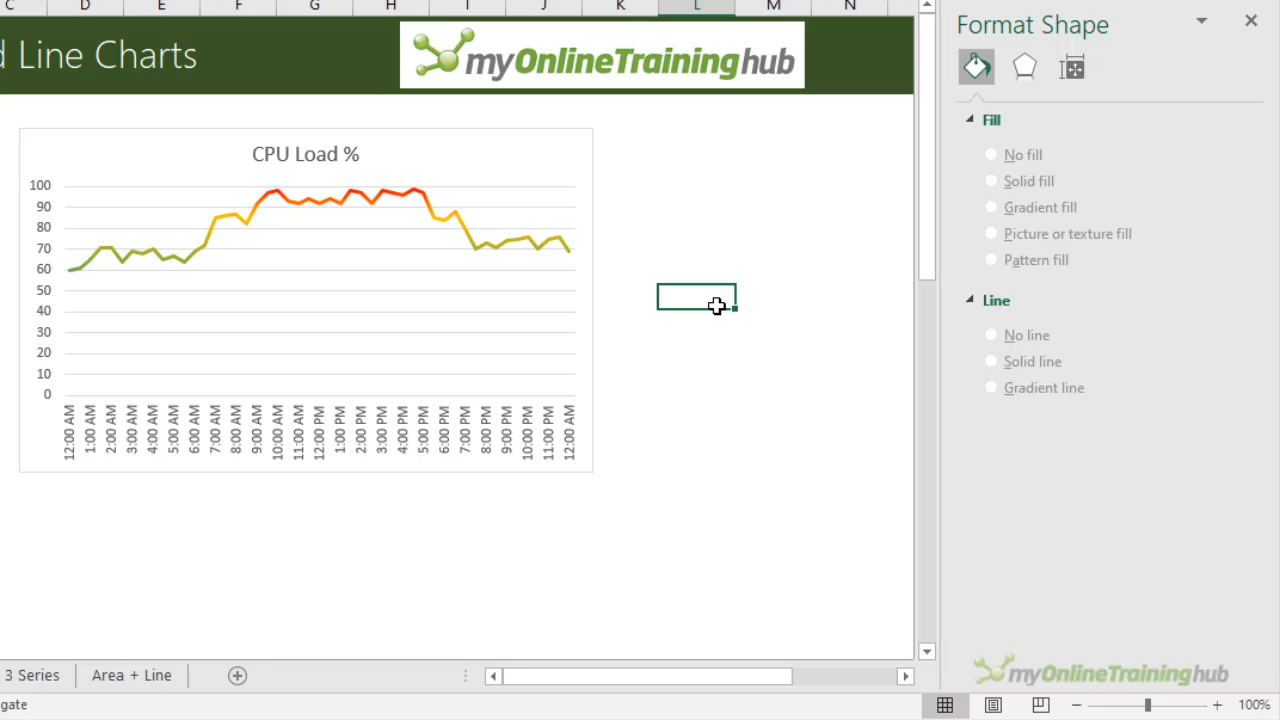 C D E F G H I J K L M N
d Line Charts
myOnlineTraininghub
CPU Load %
100
90
80
70
60
50
40
30
20
10
0
12:00 AM
1:00 AM
2:00 AM
3:00 AM
4:00 AM
5:00 AM
6:00 AM
7:00 AM
8:00 AM
9:00 AM
10:00 AM
11:00 AM
12:00 PM
1:00 PM
2:00 PM
3:00 PM
4:00 PM
5:00 PM
6:00 PM
7:00 PM
8:00 PM
9:00 PM
10:00 PM
11:00 PM
12:00 AM
3 Series
Area + Line
gate
Format Shape
Fill
No fill
Solid fill
Gradient fill
Picture or texture fill
Pattern fill
Line
No line
Solid line
Gradient line
myOnlineTraininghub
100%